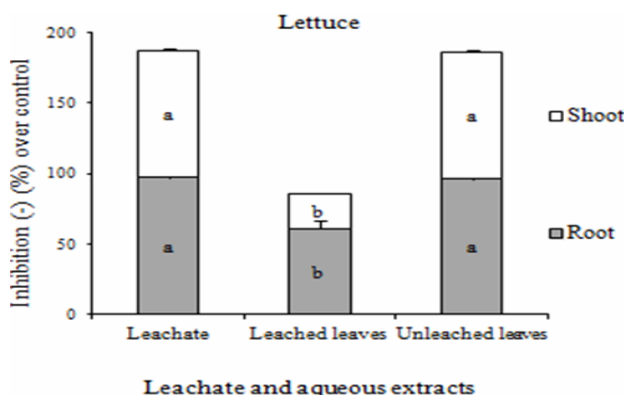 Lettuce
Inhibition (-) (%) over control
200
150
100
50
0
a
a
b
b
a
a
Shoot
Root
Leachate
Leached leaves
Unleached leaves
Leachate and aqueous extracts